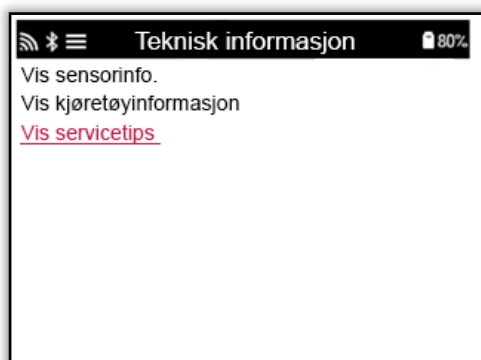 Teknisk informasjon 80%
Vis sensorinfo.
Vis kjøretøyinformasjon
Vis servicetips